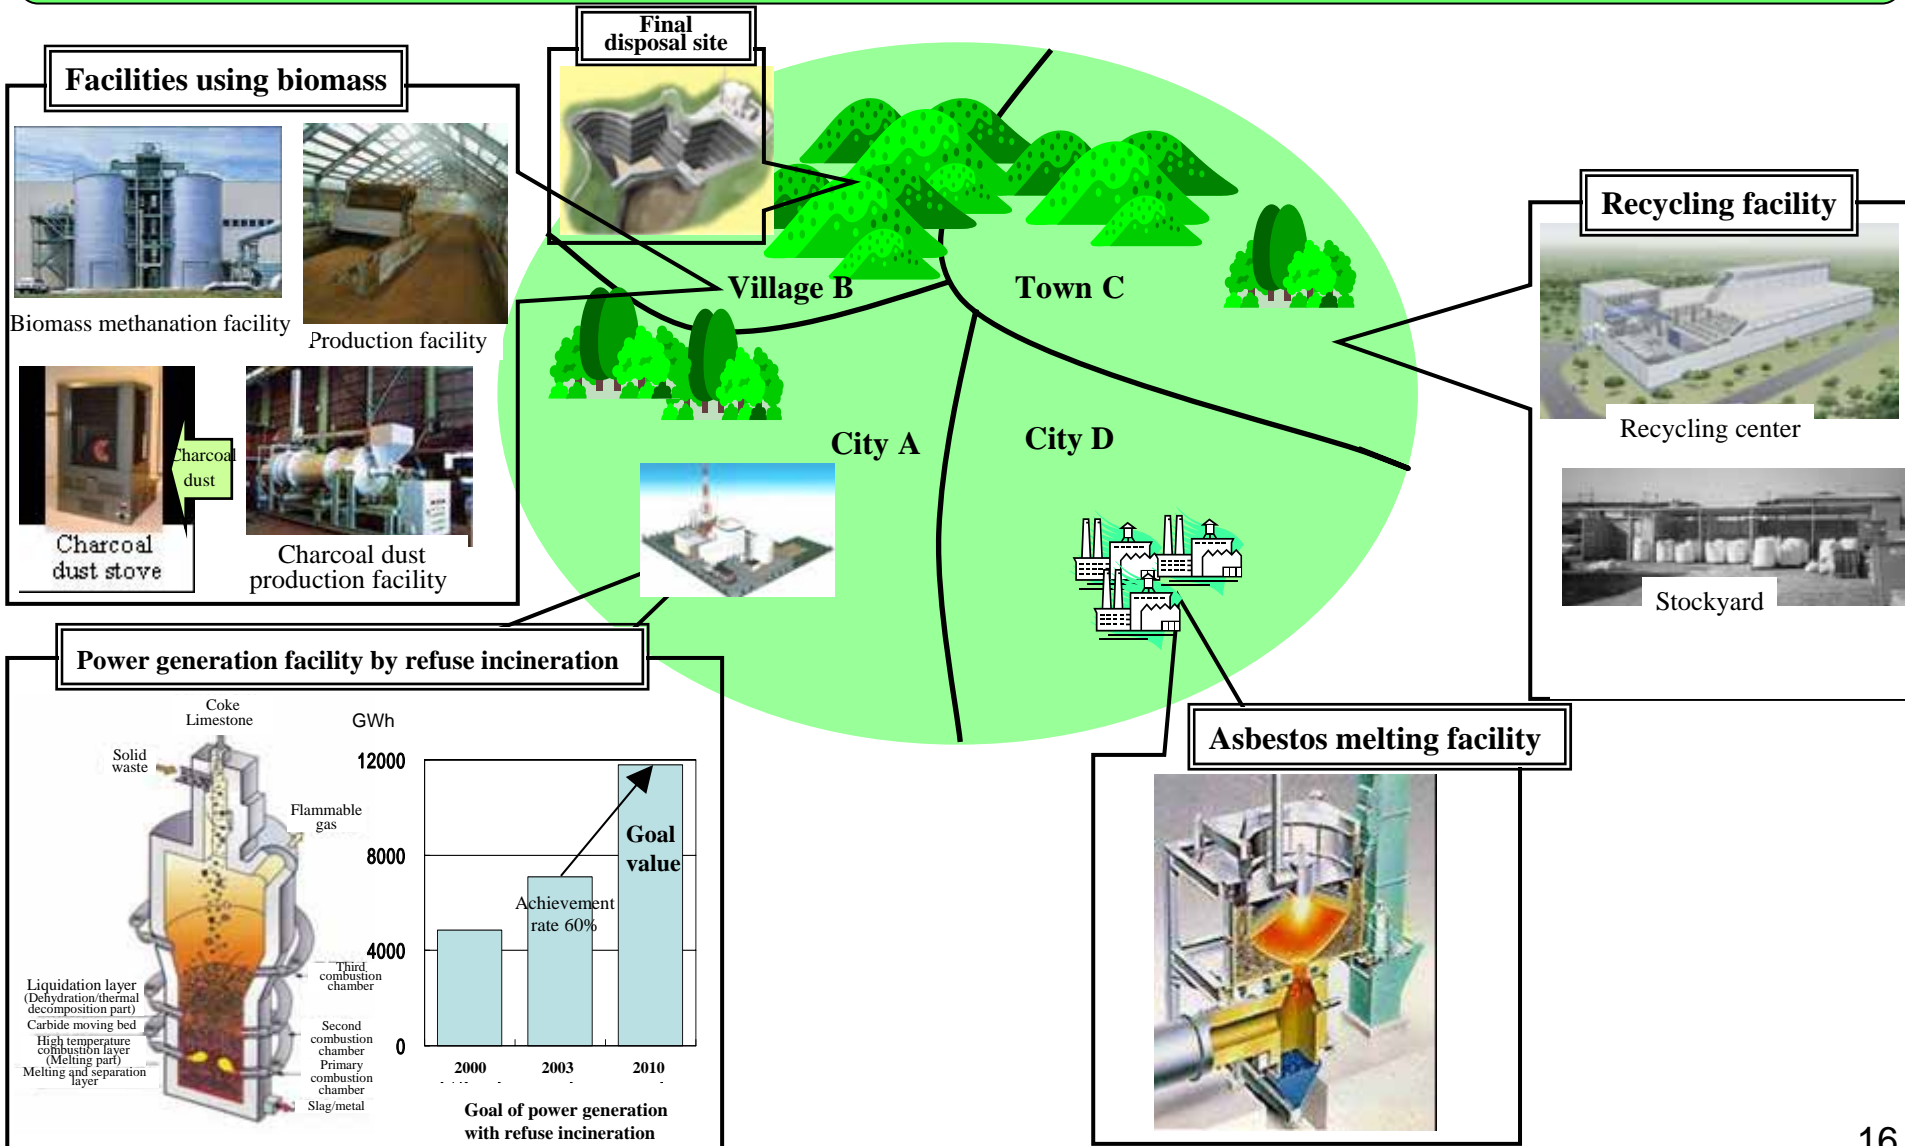 Final
disposal site
Facilities using biomass
Biomass methanation facility
Production facility
Charcoal
dust
Charcoal
dust stove
Charcoal dust
production facility
Village B
Town C
City A
City D
Recycling facility
Recycling center
Stockyard
Power generation facility by refuse incineration
Coke
Limestone
Solid
waste
Flammable
gas
Third
combustion
chamber
Liquidation layer
(Dehydration/thermal
decomposition part)
Carbide moving bed
High temperature
combustion layer
(Melting part)
Melting and separation
layer
Second
combustion
chamber
Primary
combustion
chamber
Slag/metal
GWh
12000
8000
4000
0
Goal
value
Achievement
rate 60%
2000
2003
2010
Goal of power generation
with refuse incineration
Asbestos melting facility
16